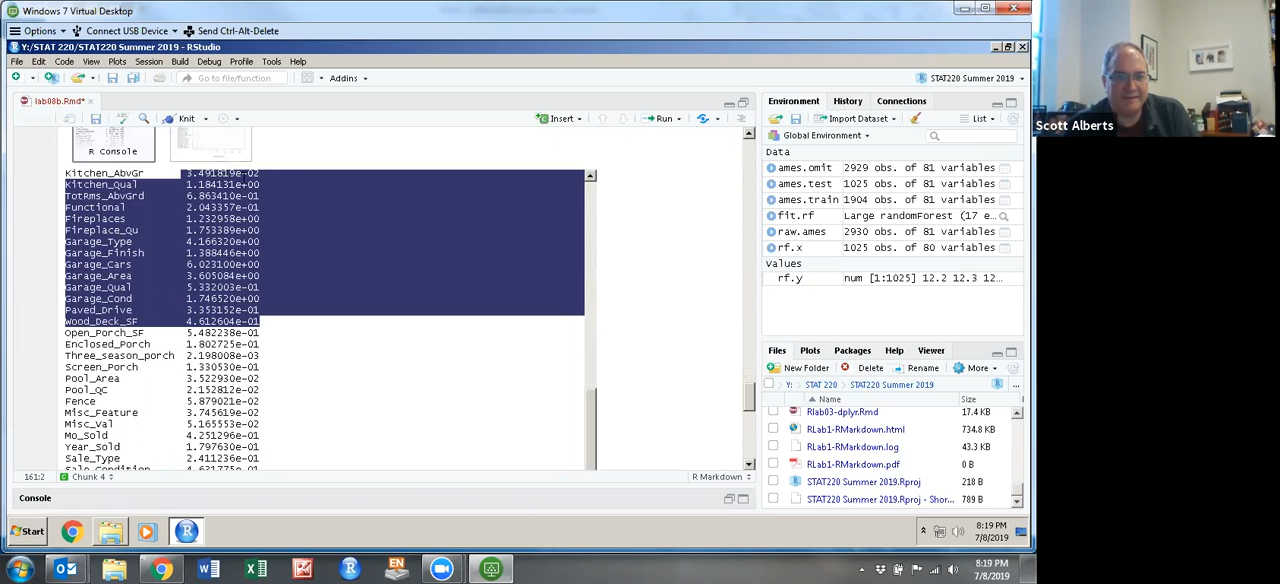 Windows 7 Virtual Desktop
Options Connect USB Device Send Ctrl-Alt-Delete
Y:/STAT 220/STAT220 Summer 2019 - RStudio
File Edit Code View Plots Session Build Debug Profile Tools Help
Go to file/function Addins STAT220 Summer 2019
lab08b.Rmd*
Knit Insert Run
R Console
Kitchen_AbvGr 3.491819e-02
Kitchen_Qual 1.184131e+00
TotRms_AbvGrd 6.863410e-01
Functional 2.043357e-01
Fireplaces 1.232958e+00
Fireplace_Qu 1.753389e+00
Garage_Type 4.166320e+00
Garage_Finish 1.388446e+00
Garage_Cars 6.023100e+00
Garage_Area 3.605084e+00
Garage_Qual 5.332003e-01
Garage_Cond 1.746520e+00
Paved_Drive 3.353152e-01
Wood_Deck_SF 4.612604e-01
Open_Porch_SF 5.482238e-01
Enclosed_Porch 1.802725e-01
Three_season_porch 2.198008e-03
Screen_Porch 1.330530e-01
Pool_Area 3.522930e-02
Pool_QC 2.152812e-02
Fence 5.879021e-02
Misc_Feature 3.745619e-02
Misc_Val 5.165553e-02
Mo_Sold 4.251296e-01
Year_Sold 1.797630e-01
Sale_Type 2.411236e-01
Sale_Condition 4.631775e-01
161:2 Chunk 4 R Markdown
Console
Environment History Connections
Import Dataset List
Global Environment
Data
ames.omit 2929 obs. of 81 variables
ames.test 1025 obs. of 81 variables
ames.train 1904 obs. of 81 variables
fit.rf Large randomForest (17 e…
raw.ames 2930 obs. of 81 variables
rf.x 1025 obs. of 80 variables
Values
rf.y num [1:1025] 12.2 12.3 12…
Files Plots Packages Help Viewer
New Folder Delete Rename More
Y: STAT 220 STAT220 Summer 2019 ...
Name Size
Rlab03-dplyr.Rmd 17.4 KB
RLab1-RMarkdown.html 734.8 KB
RLab1-RMarkdown.log 43.3 KB
RLab1-RMarkdown.pdf 0 B
STAT220 Summer 2019.Rproj 218 B
STAT220 Summer 2019.Rproj - Shor... 789 B
Start
8:19 PM
7/8/2019
EN
8:19 PM
7/8/2019
Scott Alberts